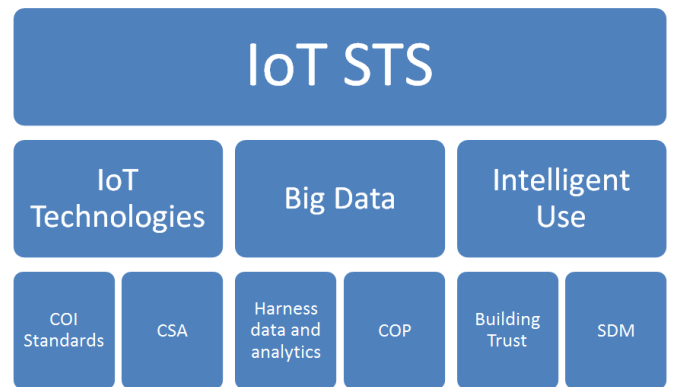 IoT STS
IoT
Technologies
Big Data
Intelligent
Use
COI
Standards
CSA
Harness
data and
analytics
COP
Building
Trust
SDM